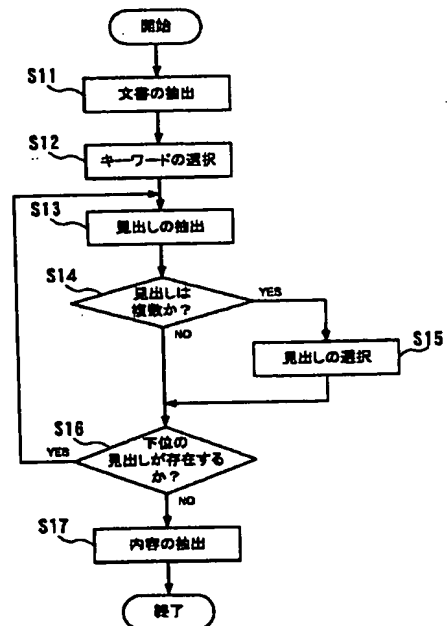 開始
S11
文書の抽出
S12
キーワードの選択
S13
見出しの抽出
S14
見出しは
複数か?
YES
NO
S15
見出しの選択
S16
下位の
見出しが存在する
か?
YES
NO
S17
内容の抽出
終了